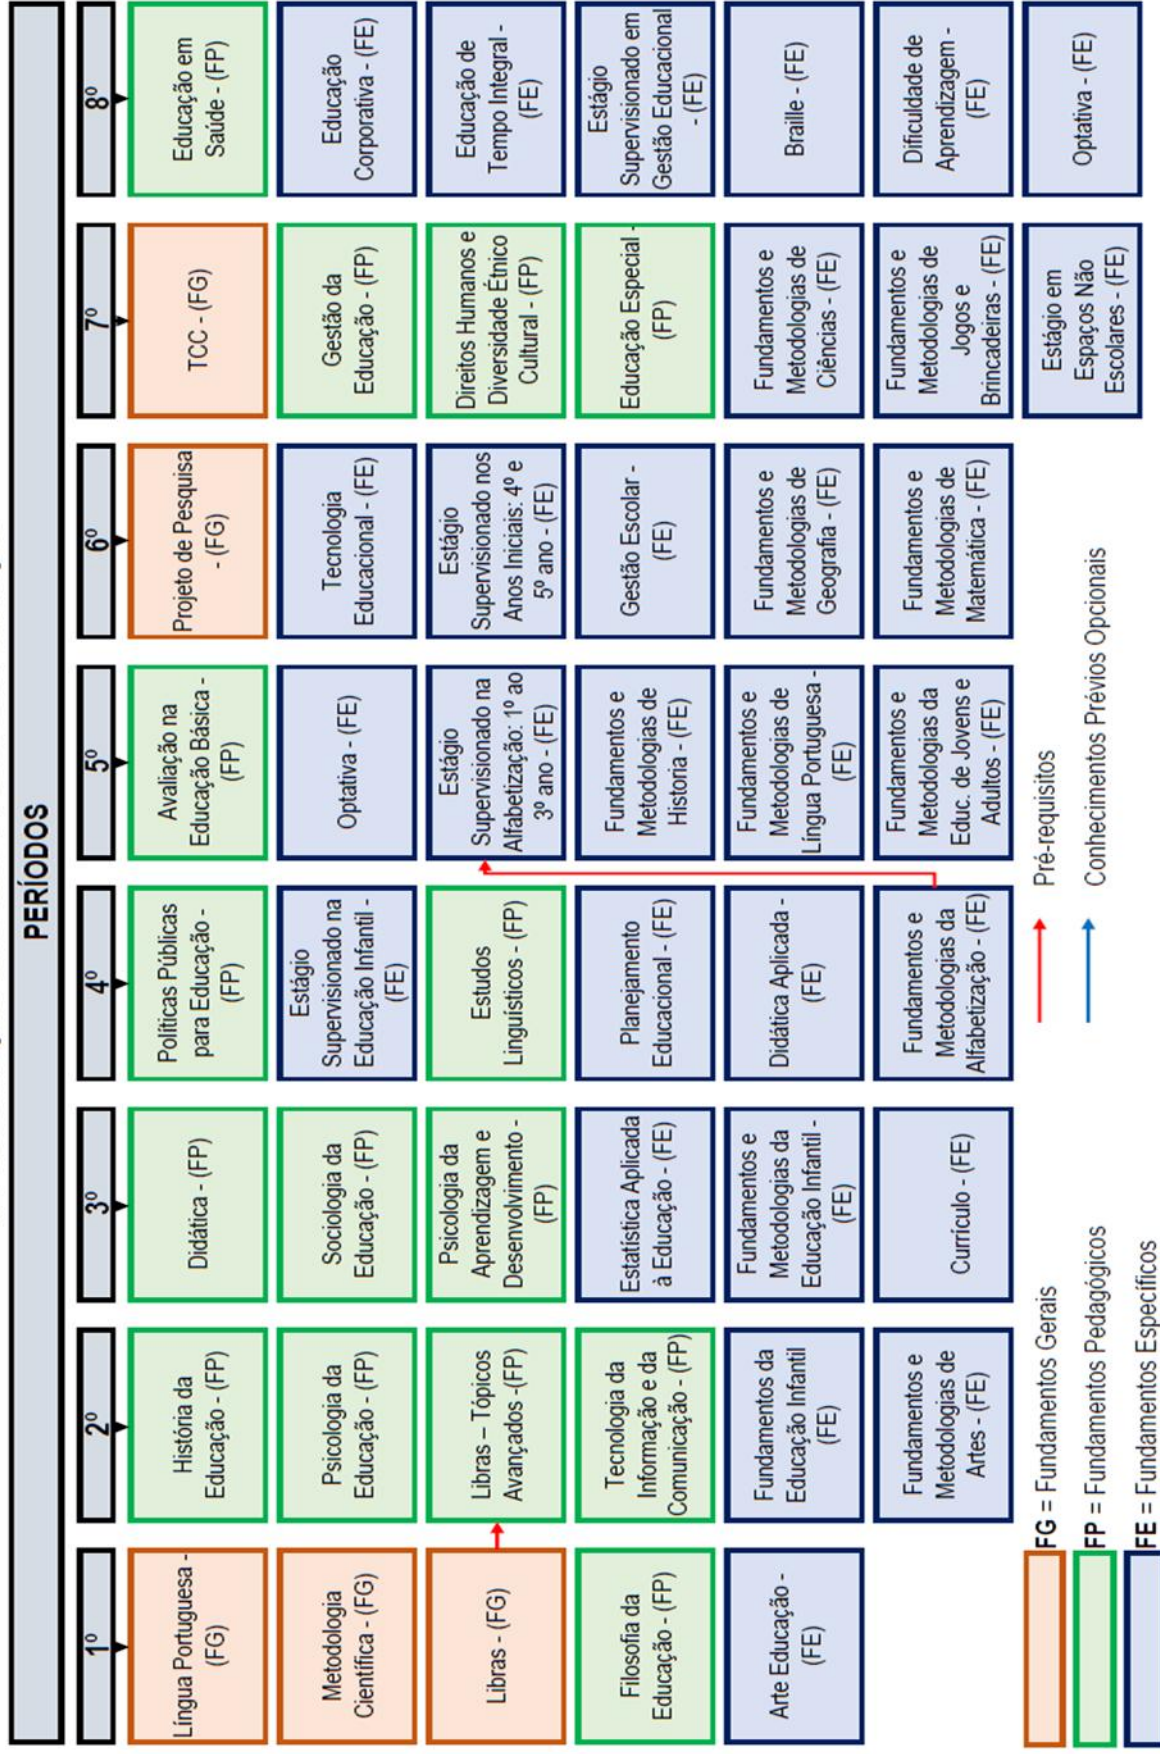 PERÍODOS
1º
2º
3º
4º
5º
6º
7º
8º
Língua Portuguesa -
(FG)
História da
Educação - (FP)
Didática - (FP)
Políticas Públicas
para Educação -
(FP)
Avaliação na
Educação Básica -
(FP)
Projeto de Pesquisa
- (FG)
TCC - (FG)
Educação em
Saúde - (FP)
Metodologia
Científica - (FG)
Psicologia da
Educação - (FP)
Sociologia da
Educação - (FP)
Estágio
Supervisionado na
Educação Infantil -
(FE)
Optativa - (FE)
Tecnologia
Educacional - (FE)
Gestão da
Educação - (FP)
Educação
Corporativa - (FE)
Libras - (FG)
Libras – Tópicos
Avançados -(FP)
Psicologia da
Aprendizagem e
Desenvolvimento -
(FP)
Estudos
Linguísticos - (FP)
Estágio
Supervisionado na
Alfabetização: 1º ao
3º ano - (FE)
Estágio
Supervisionado nos
Anos Iniciais: 4º e
5º ano - (FE)
Direitos Humanos e
Diversidade Étnico
Cultural - (FP)
Educação de
Tempo Integral -
(FE)
Filosofia da
Educação - (FP)
Tecnologia da
Informação e da
Comunicação - (FP)
Estatística Aplicada
à Educação - (FE)
Planejamento
Educacional - (FE)
Fundamentos e
Metodologias de
Historia - (FE)
Gestão Escolar -
(FE)
Educação Especial -
(FP)
Estágio
Supervisionado em
Gestão Educacional
- (FE)
Arte Educação -
(FE)
Fundamentos da
Educação Infantil
(FE)
Fundamentos e
Metodologias da
Educação Infantil -
(FE)
Didática Aplicada -
(FE)
Fundamentos e
Metodologias de
Língua Portuguesa -
(FE)
Fundamentos e
Metodologias de
Geografia - (FE)
Fundamentos e
Metodologias de
Ciências - (FE)
Braille - (FE)
Fundamentos e
Metodologias de
Artes - (FE)
Currículo - (FE)
Fundamentos e
Metodologias da
Alfabetização - (FE)
Fundamentos e
Metodologias da
Educ. de Jovens e
Adultos - (FE)
Fundamentos e
Metodologias de
Matemática - (FE)
Fundamentos e
Metodologias de
Jogos e
Brincadeiras - (FE)
Dificuldade de
Aprendizagem -
(FE)
Estágio em
Espaços Não
Escolares - (FE)
Optativa - (FE)
FG = Fundamentos Gerais
FP = Fundamentos Pedagógicos
FE = Fundamentos Específicos
Pré-requisitos
Conhecimentos Prévios Opcionais